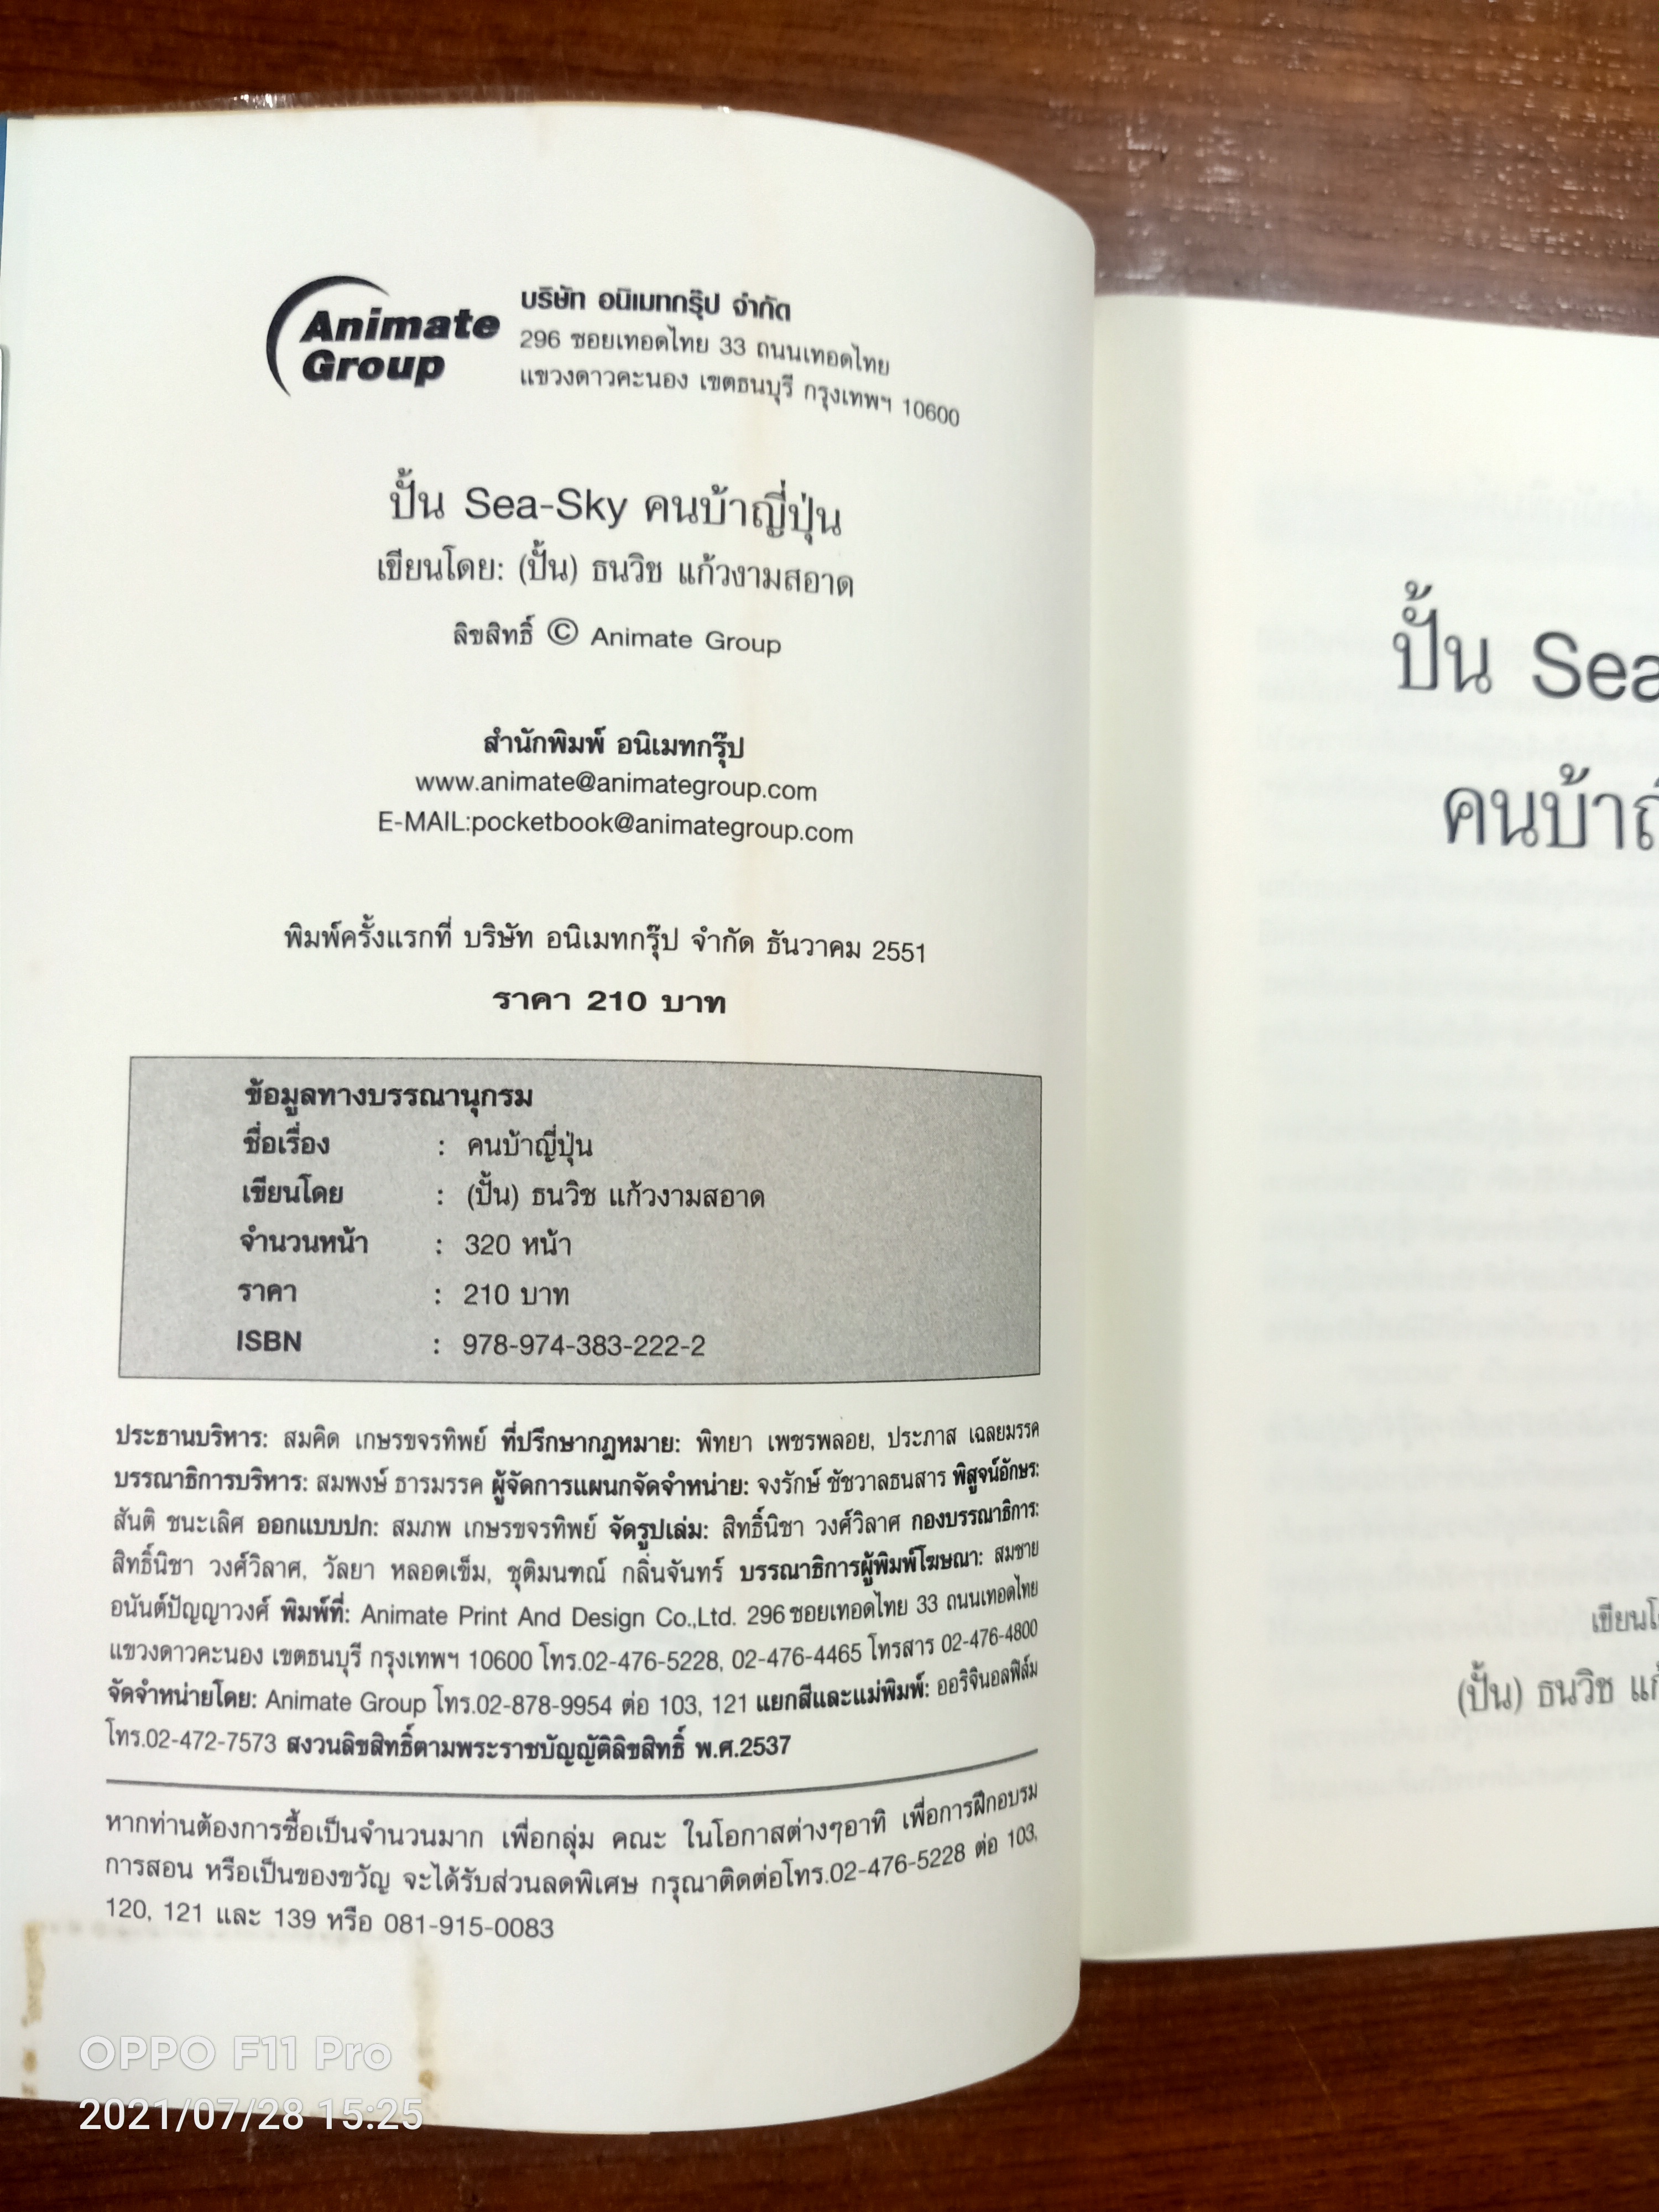 Animate
Group
บริษัท อนิเมทกรุ๊ป จำกัด
296 ซอยเทอดไทย 33 ถนนเทอดไทย
แขวงดาวคะนอง เขตธนบุรี กรุงเทพฯ 10600
ปั้น Sea-Sky คนบ้าญี่ปุ่น
เขียนโดย: (ปั้น) ธนวิช แก้วงามสอาด
ลิขสิทธิ์ © Animate Group
สำนักพิมพ์ อนิเมทกรุ๊ป
www.animate@animategroup.com
E-MAIL:pocketbook@animategroup.com
พิมพ์ครั้งแรกที่ บริษัท อนิเมทกรุ๊ป จำกัด ธันวาคม 2551
ราคา 210 บาท
ข้อมูลทางบรรณานุกรม
ชื่อเรื่อง : คนบ้าญี่ปุ่น
เขียนโดย : (ปั้น) ธนวิช แก้วงามสอาด
จำนวนหน้า : 320 หน้า
ราคา : 210 บาท
ISBN : 978-974-383-222-2
ประธานบริหาร: สมคิด เกษรขจรทิพย์ ที่ปรึกษากฎหมาย: พิทยา เพชรพลอย, ประภาส เฉลยมรรค
บรรณาธิการบริหาร: สมพงษ์ ธารมรรค ผู้จัดการแผนกจัดจำหน่าย: จงรักษ์ ชัชวาลธนสาร พิสูจน์อักษร:
สันติ ชนะเลิศ ออกแบบปก: สมภพ เกษรขจรทิพย์ จัดรูปเล่ม: สิทธิ์นิชา วงศ์วิลาศ กองบรรณาธิการ:
สิทธิ์นิชา วงศ์วิลาศ, วัลยา หลอดเข็ม, ชุติมนฑณ์ กลิ่นจันทร์ บรรณาธิการผู้พิมพ์โฆษณา: สมชาย
อนันต์ปัญญาวงศ์ พิมพ์ที่: Animate Print And Design Co.,Ltd. 296 ซอยเทอดไทย 33 ถนนเทอดไทย
แขวงดาวคะนอง เขตธนบุรี กรุงเทพฯ 10600 โทร.02-476-5228, 02-476-4465 โทรสาร 02-476-4800
จัดจำหน่ายโดย: Animate Group โทร.02-878-9954 ต่อ 103, 121 แยกสีและแม่พิมพ์: ออริจินอลฟิล์ม
โทร.02-472-7573 สงวนลิขสิทธิ์ตามพระราชบัญญัติลิขสิทธิ์ พ.ศ.2537
หากท่านต้องการซื้อเป็นจำนวนมาก เพื่อกลุ่ม คณะ ในโอกาสต่างๆอาทิ เพื่อการฝึกอบรม
การสอน หรือเป็นของขวัญ จะได้รับส่วนลดพิเศษ กรุณาติดต่อโทร.02-476-5228 ต่อ 103,
120, 121 และ 139 หรือ 081-915-0083
ปั้น Sea
คนบ้าญี
เขียนโด
(ปั้น) ธนวิช แก้
OPPO F11 Pro
2021/07/28 15:25